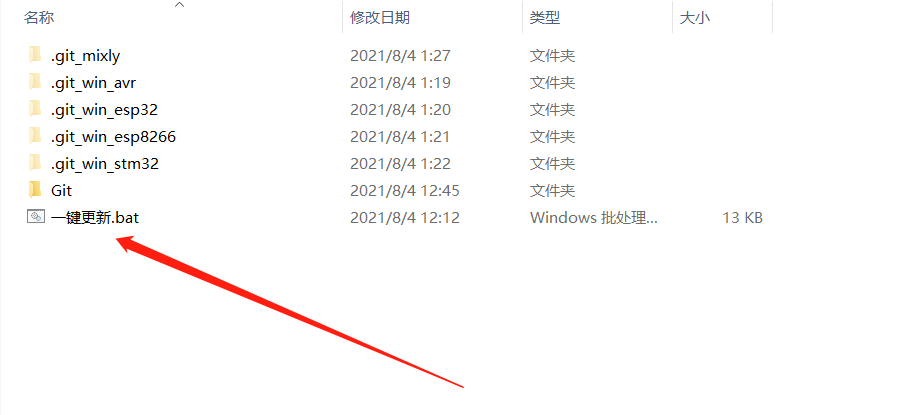 名称 修改日期 类型 大小
.git_mixly 2021/8/4 1:27 文件夹
.git_win_avr 2021/8/4 1:19 文件夹
.git_win_esp32 2021/8/4 1:20 文件夹
.git_win_esp8266 2021/8/4 1:21 文件夹
.git_win_stm32 2021/8/4 1:22 文件夹
Git 2021/8/4 12:45 文件夹
一键更新.bat 2021/8/4 12:12 Windows 批处理... 13 KB